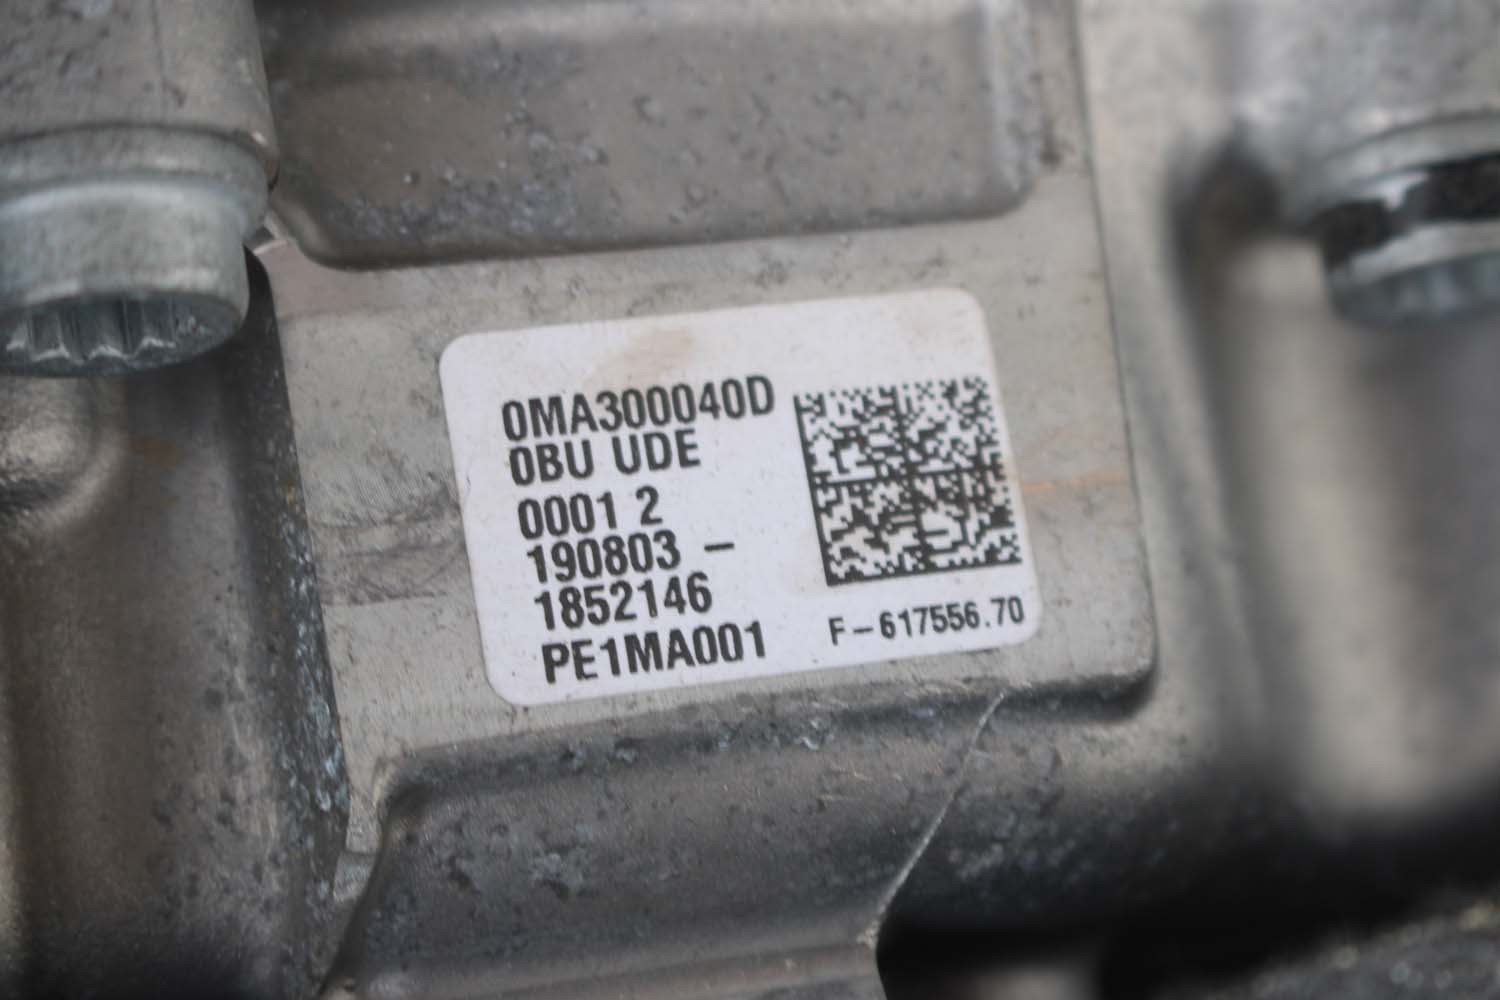 0MA300040D
0BU UDE
0001 2
190803 -
1852146
PE1MA001
F-617556.70